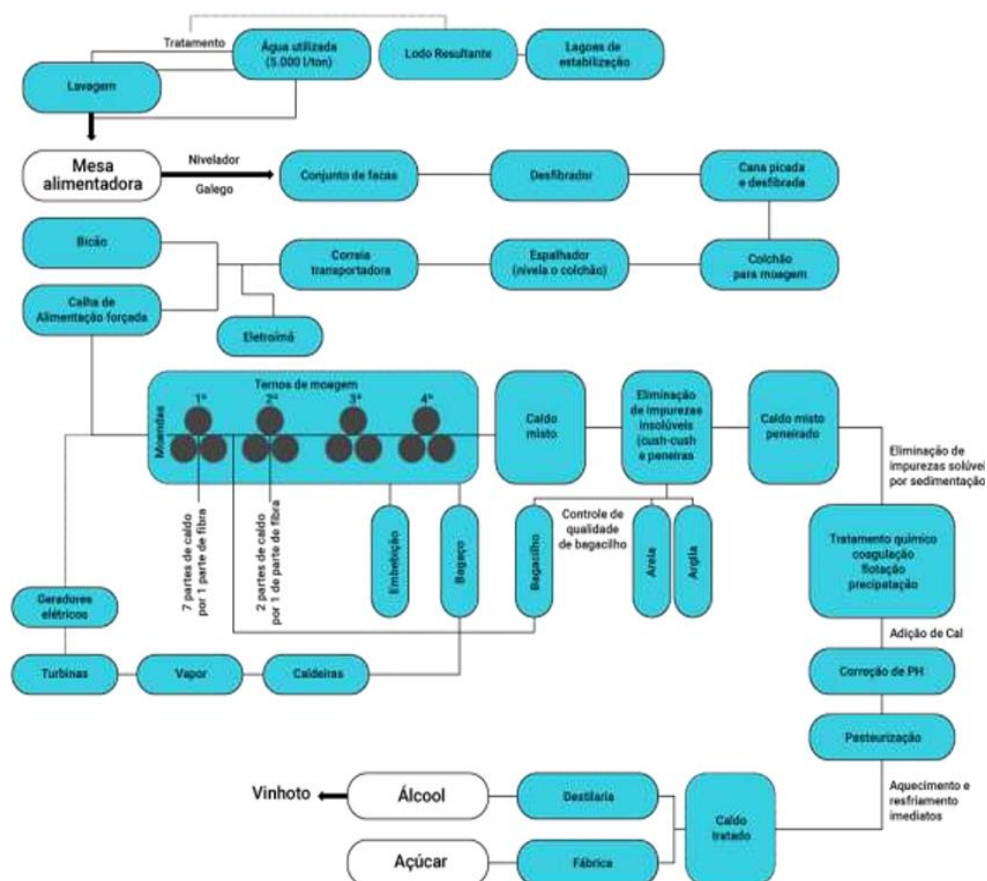 Tratamento
Água utilizada
(5.000 l/ton)
Lodo Resultante
Lagoas de
estabilização
Lavagem
Mesa
alimentadora
Nivelador
Galego
Conjunto de facas
Desfibrador
Cana picada
e desfibrada
Bicão
Correia
transportadora
Espalhador
(nivela o colchão)
Colchão
para moagem
Calha de
Alimentação forçada
Eletroímã
Ternos de moagem
1º
2º
3º
4º
Moendas
Caldo
misto
Eliminação
de impurezas
insolúveis
(cush-cush
e peneiras
Caldo misto
peneirado
Eliminação de
impurezas solúvel
por sedimentação
7 partes de caldo
por 1 parte de fibra
2 partes de caldo
por 1 de parte de fibra
Embebição
Bagaço
Bagacilho
Controle de
qualidade
de bagacilho
Areia
Argila
Tratamento químico
coagulação
flotação
precipatação
Geradores
elétricos
Adição de Cal
Turbinas
Vapor
Caldeiras
Correção de PH
Pasteurização
Vinhoto
Álcool
Destilaria
Caldo
tratado
Aquecimento e
resfriamento
imediatos
Açúcar
Fábrica